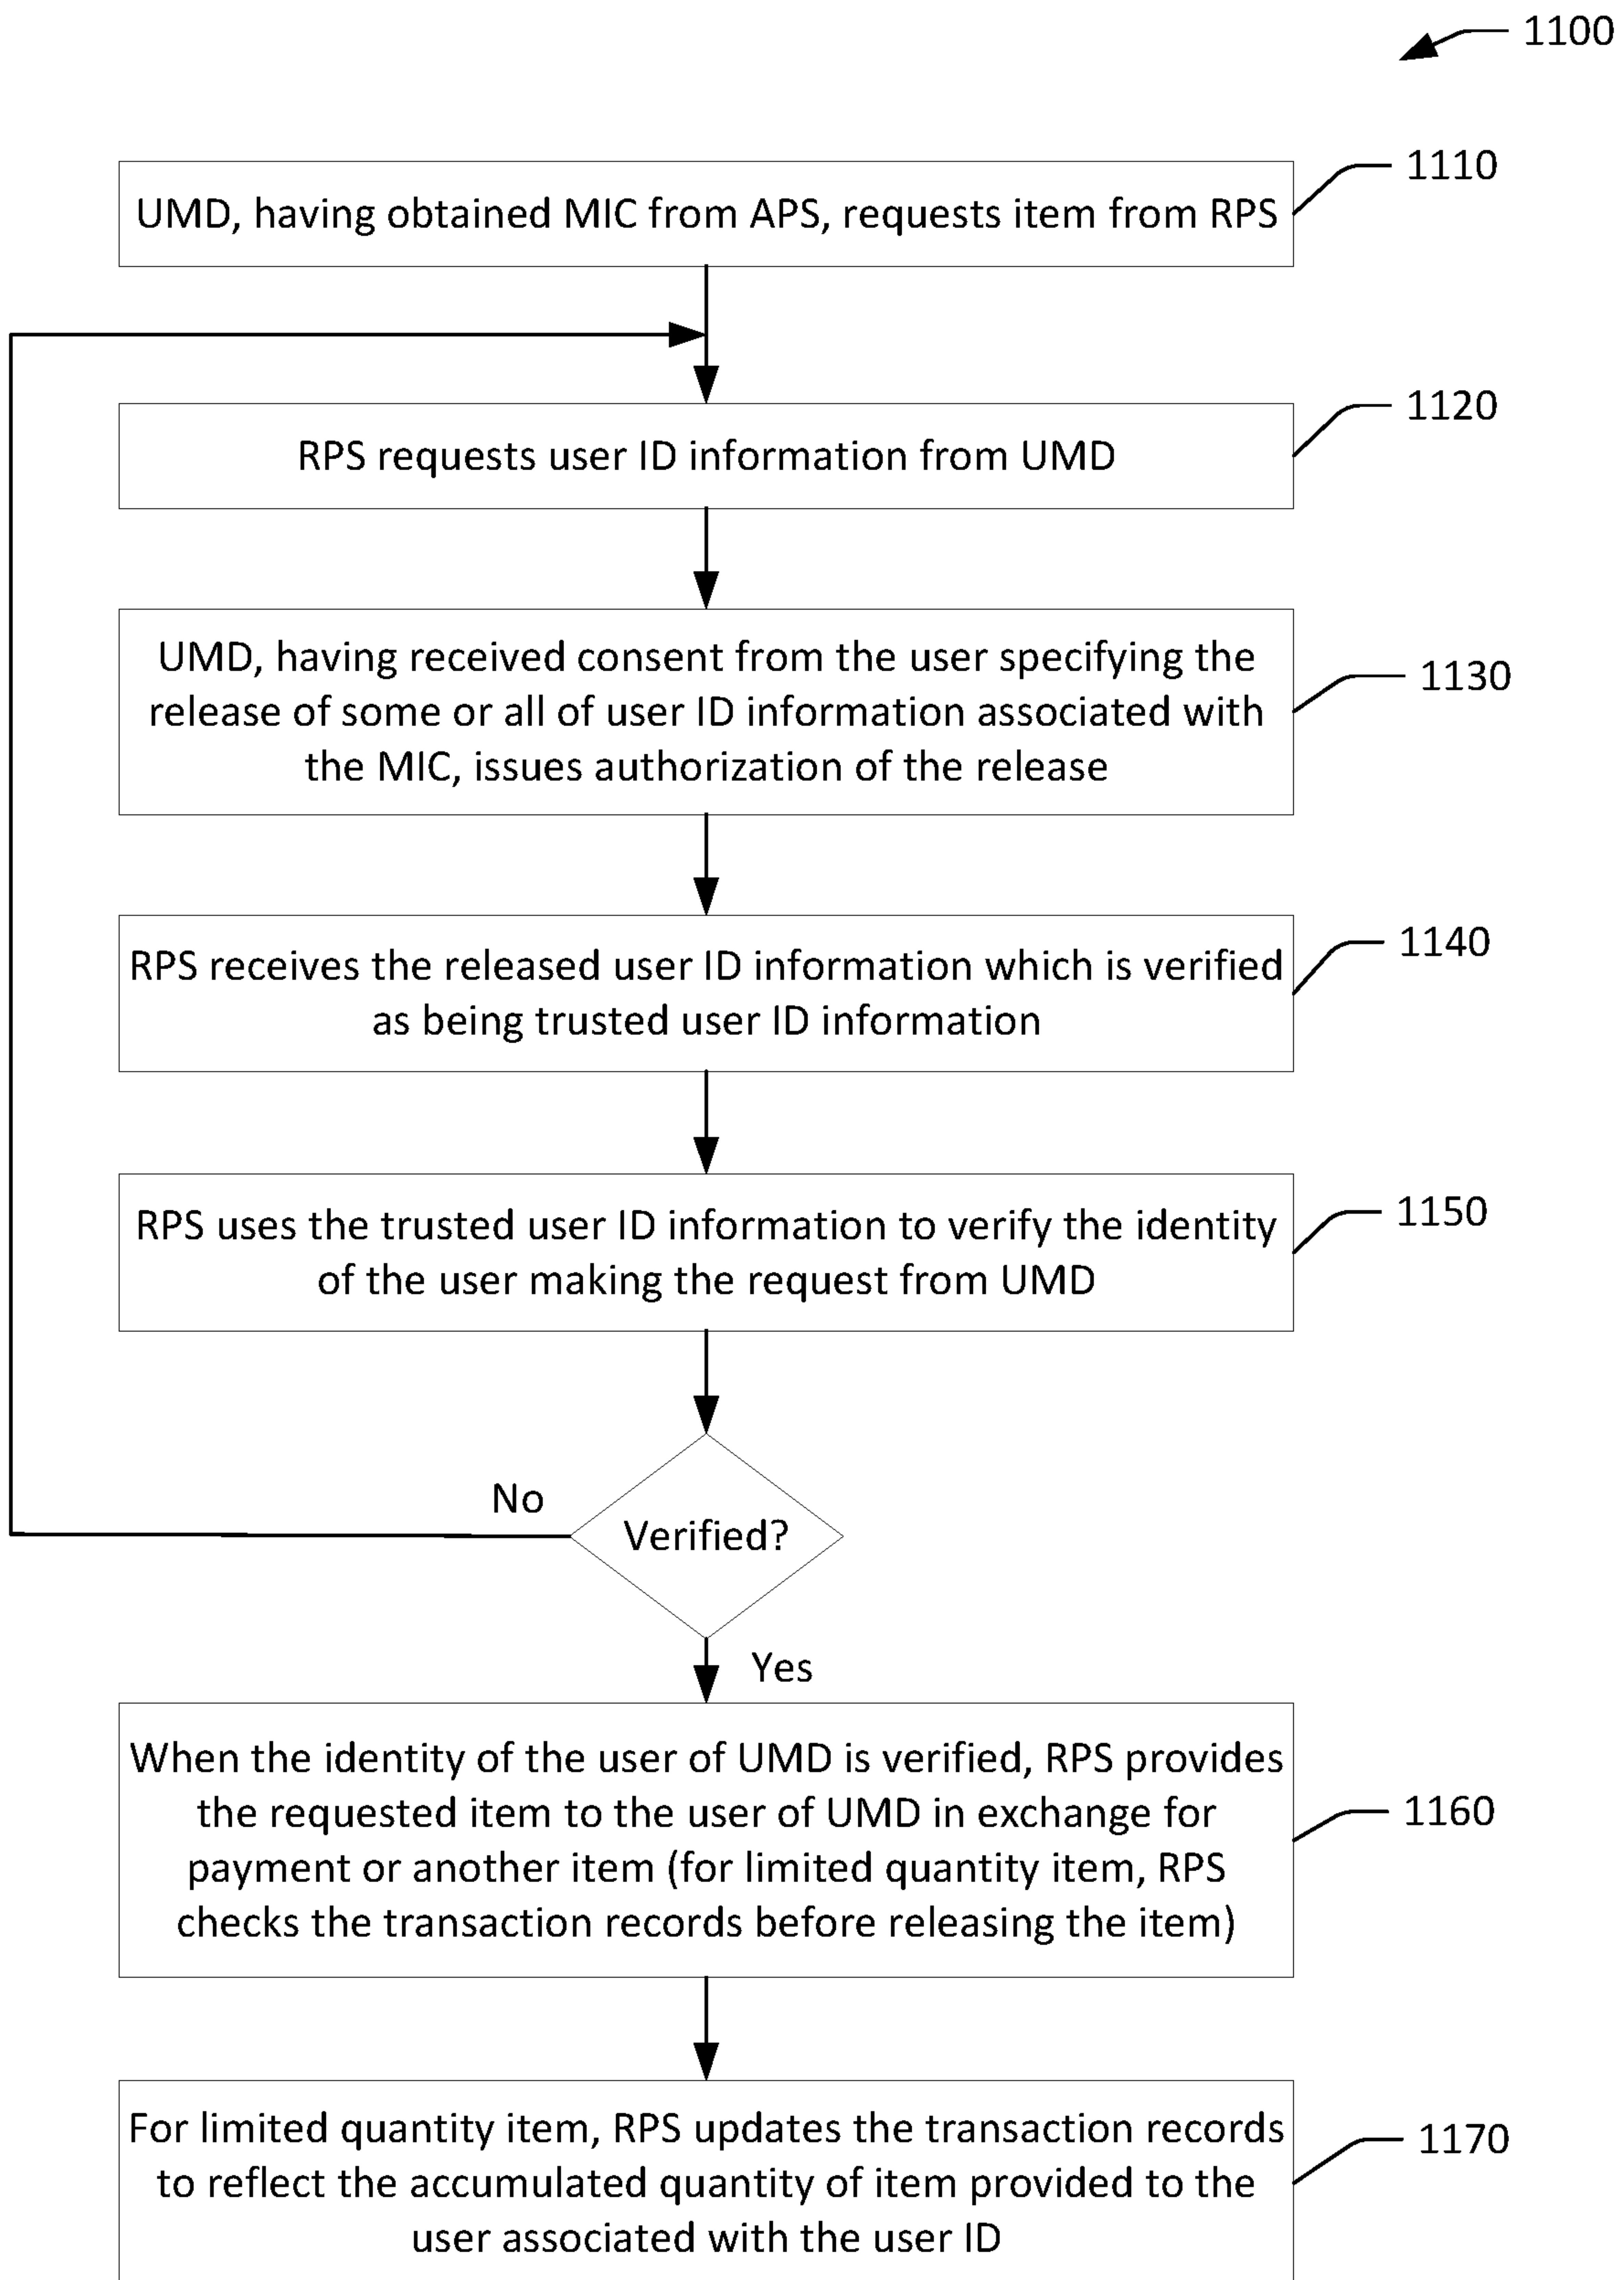 1100
1110
UMD, having obtained MIC from APS, requests item from RPS
1120
RPS requests user ID information from UMD
UMD, having received consent from the user specifying the
release of some or all of user ID information associated with
the MIC, issues authorization of the release
1130
1140
RPS receives the released user ID information which is verified
as being trusted user ID information
1150
RPS uses the trusted user ID information to verify the identity
of the user making the request from UMD
No
Verified?
Yes
When the identity of the user of UMD is verified, RPS provides
the requested item to the user of UMD in exchange for
payment or another item (for limited quantity item, RPS
checks the transaction records before releasing the item)
1160
For limited quantity item, RPS updates the transaction records
to reflect the accumulated quantity of item provided to the
user associated with the user ID
1170